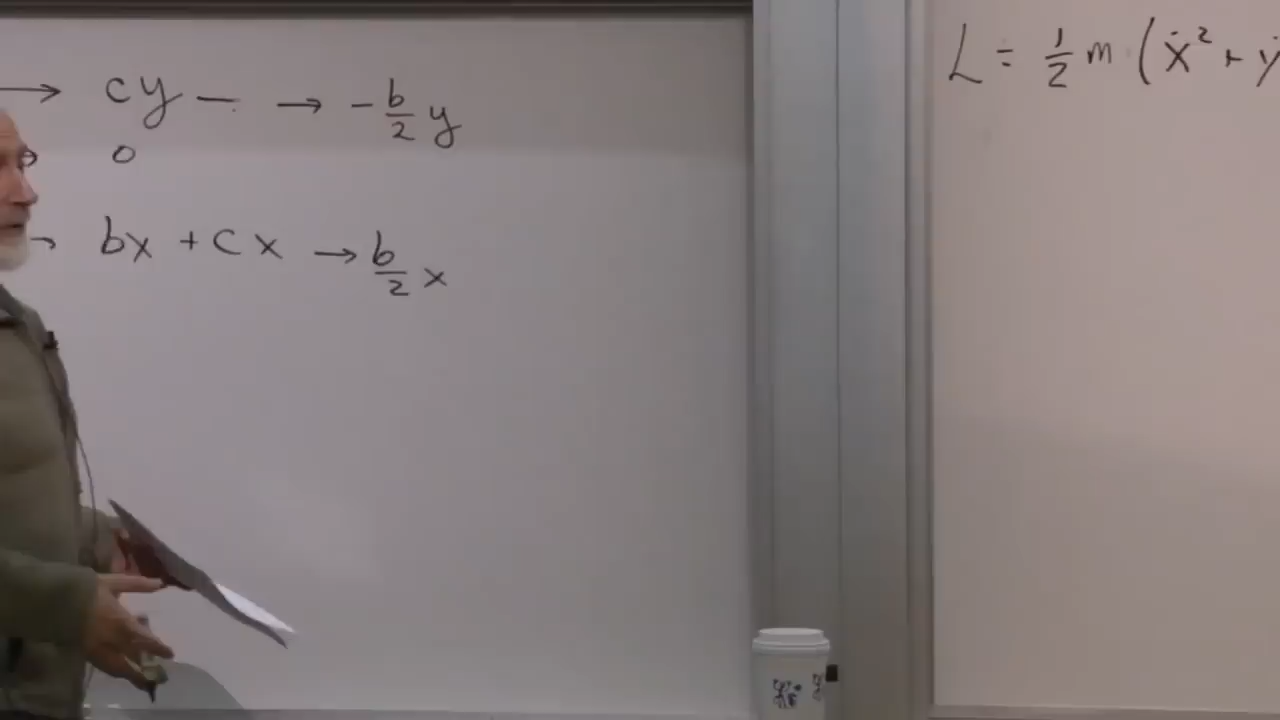 → cy — → - b/2 y
0
→ bx + cx → b/2 x
L = 1/2 m (ẋ² + ẏ